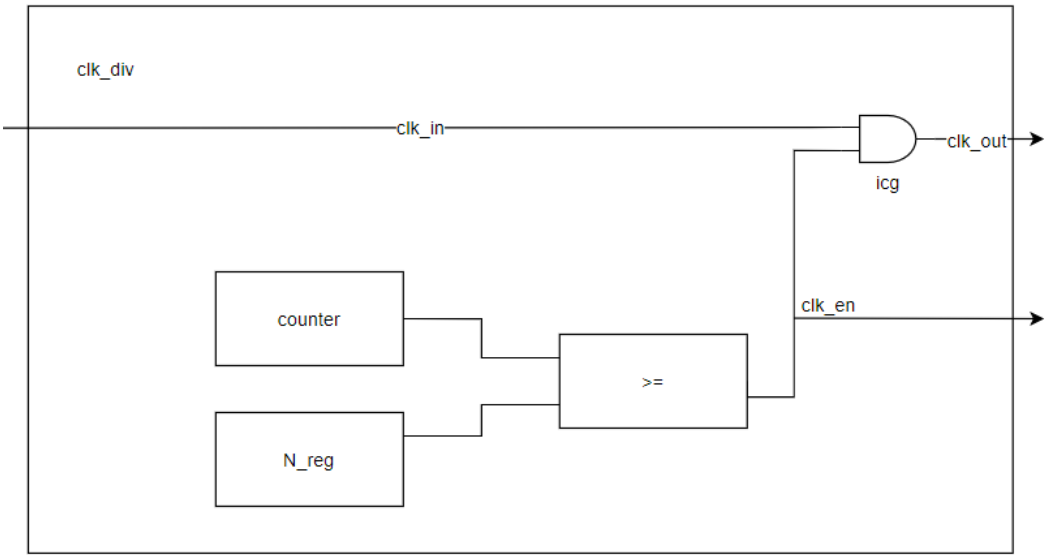 clk_div
clk_in
clk_out
icg
counter
clk_en
>=
N_reg